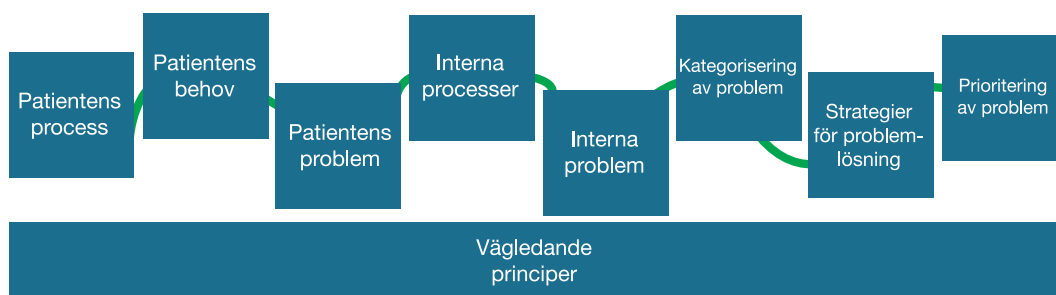 Patientens
process
Patientens
behov
Patientens
problem
Interna
processer
Interna
problem
Kategorisering
av problem
Strategier
för problem-
lösning
Prioritering
av problem
Vägledande
principer